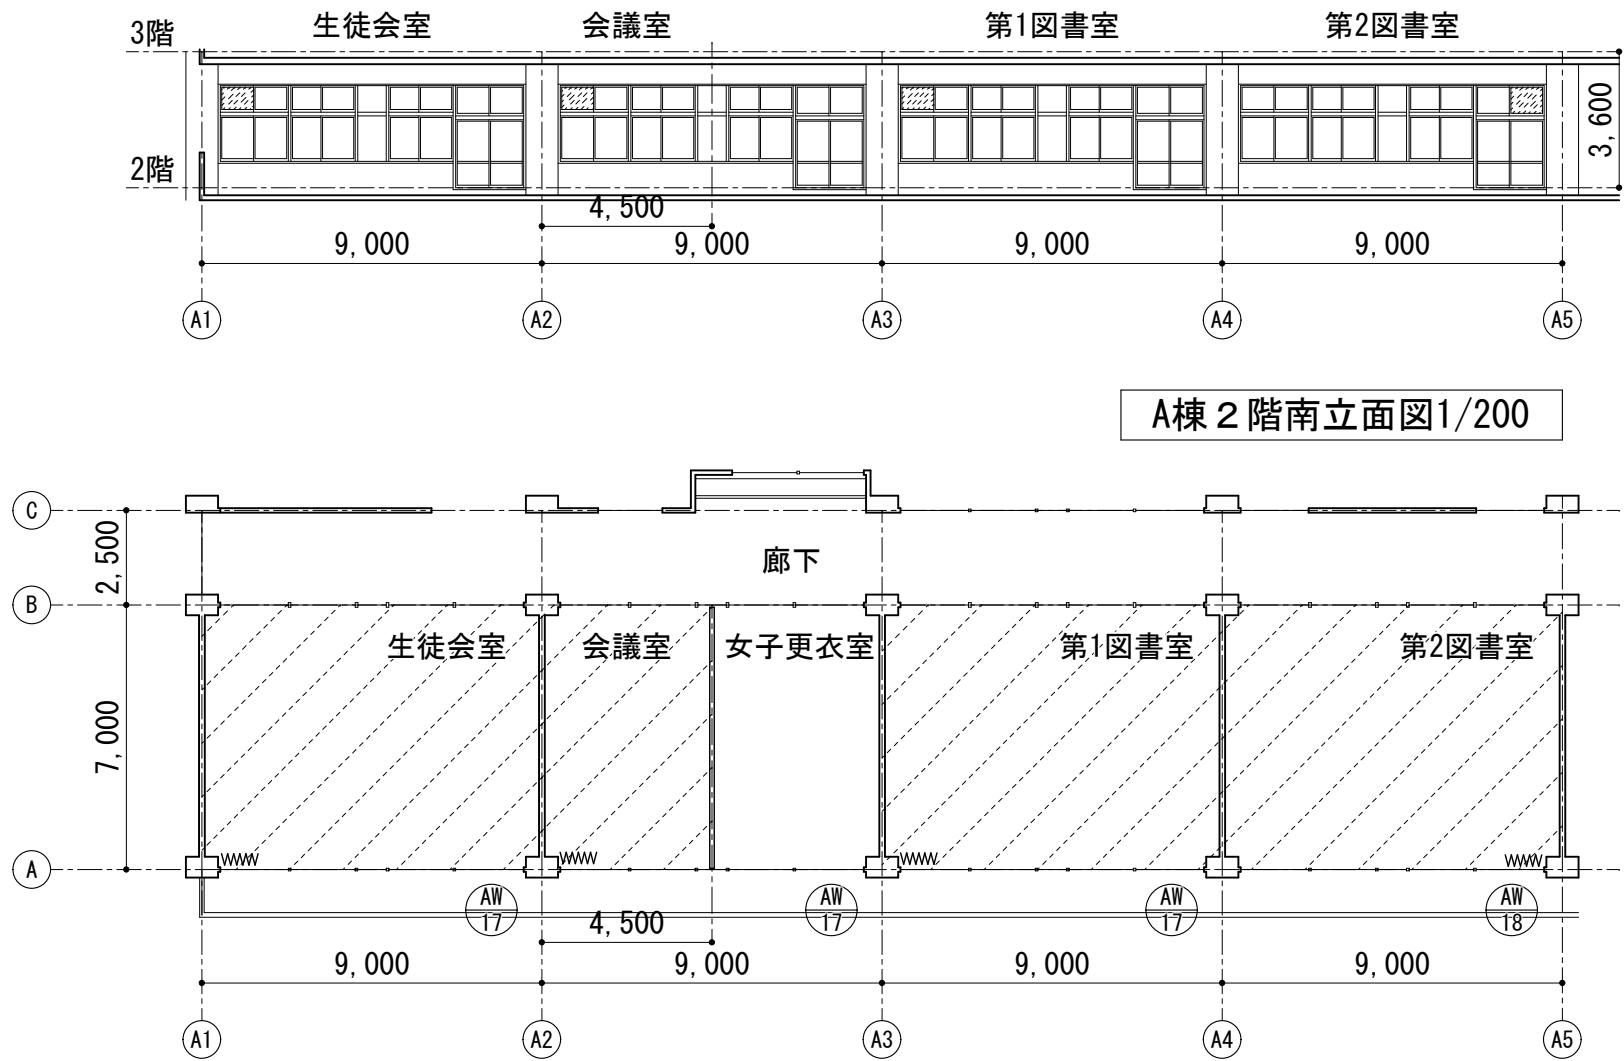 生徒会室 会議室 第1図書室 第2図書室
3階
3,600
2階
4,500
9,000 9,000 9,000 9,000
A1 A2 A3 A4 A5
A棟２階南立面図1/200
C
2,500
廊下
B
生徒会室 会議室 女子更衣室 第1図書室 第2図書室
7,000
A
AW AW AW AW
17 17 17 18
4,500
9,000 9,000 9,000 9,000
A1 A2 A3 A4 A5